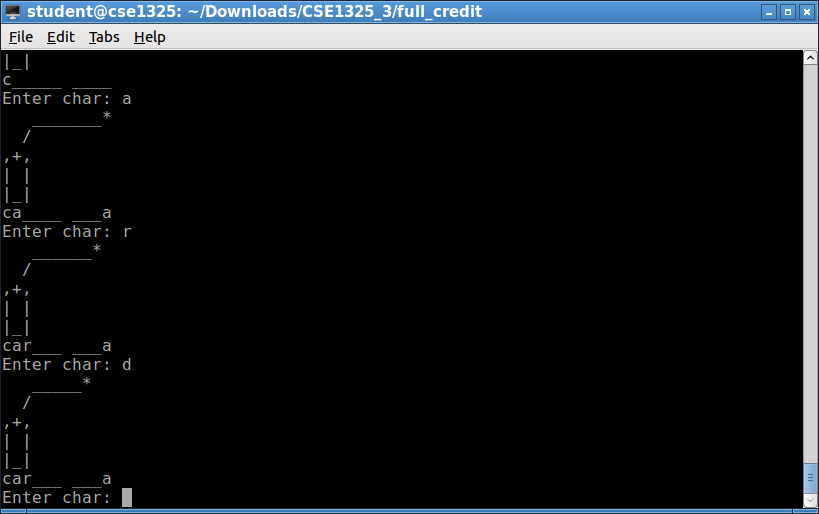 student@cse1325: ~/Downloads/CSE1325_3/full_credit
File Edit Tabs Help
|_|
c_____ ____
Enter char: a
   _______*
  /
,+,
| |
|_|
ca____ ___a
Enter char: r
   ______*
  /
,+,
| |
|_|
car___ ___a
Enter char: d
   _____*
  /
,+,
| |
|_|
car___ ___a
Enter char: